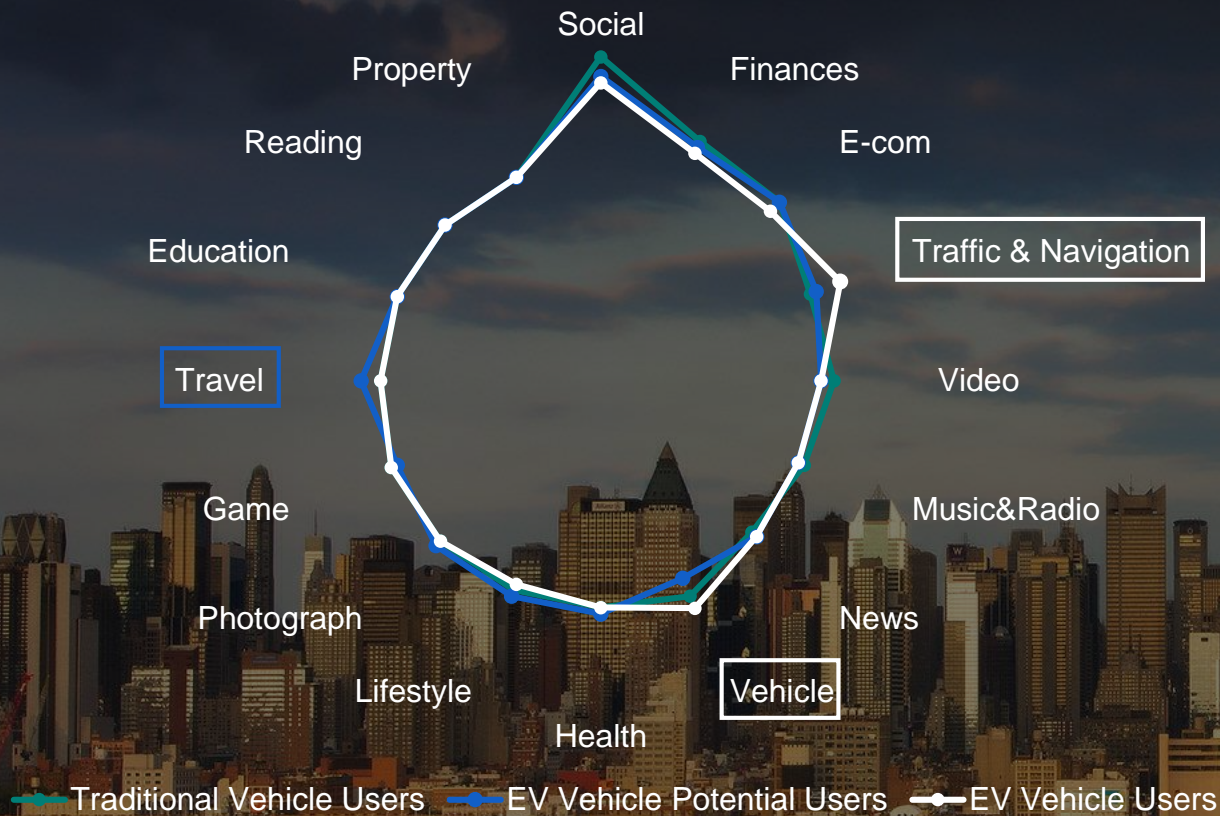 Social
Property
Finances
Reading
E-com
Education
Traffic & Navigation
Travel
Video
Game
Music&Radio
Photograph
News
Lifestyle
Vehicle
Health
Traditional Vehicle Users
EV Vehicle Potential Users
EV Vehicle Users